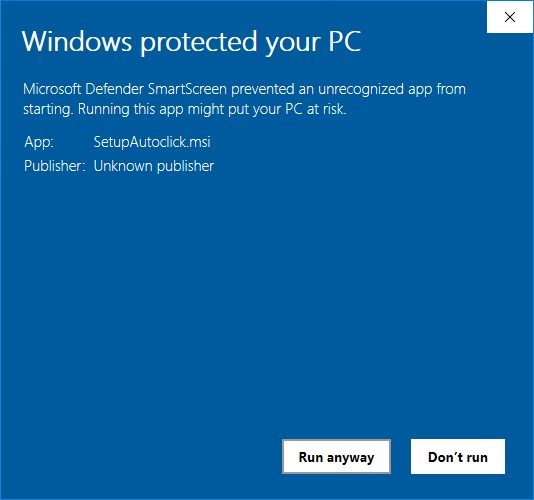 Windows protected your PC
Microsoft Defender SmartScreen prevented an unrecognized app from
starting. Running this app might put your PC at risk.
App: SetupAutoclick.msi
Publisher: Unknown publisher
Run anyway Don’t run